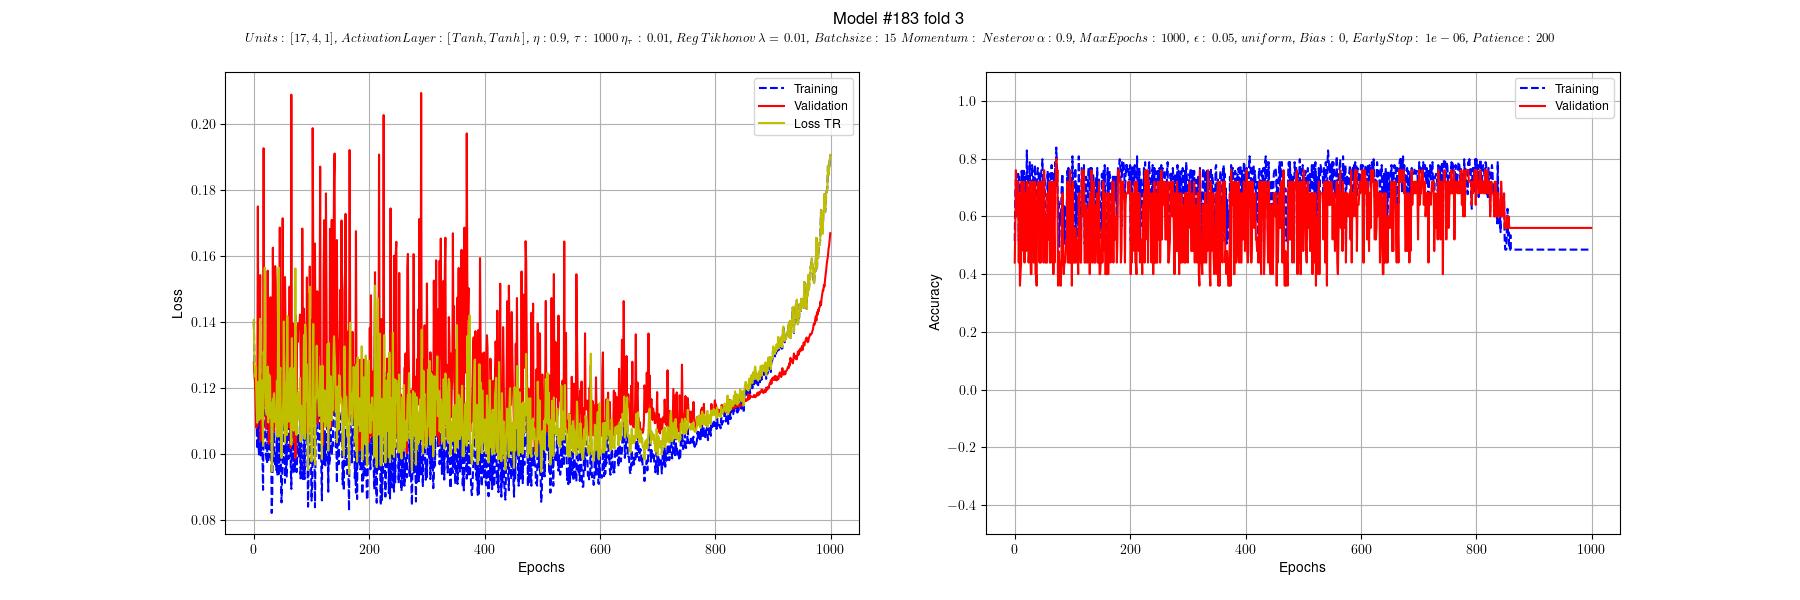 Model #183 fold 3
Units : [17, 4, 1], ActivationLayer : [Tanh, Tanh], η : 0.9, τ : 1000 ητ : 0.01, Reg Tikhonov λ = 0.01, Batchsize : 15 Momentum : Nesterov α : 0.9, MaxEpochs : 1000, ϵ : 0.05, uniform, Bias : 0, EarlyStop : 1e − 06, Patience : 200
Training
Validation
Loss TR
0.20
0.18
0.16
0.14
0.12
0.10
0.08
Loss
0
200
400
600
800
1000
Epochs
Training
Validation
1.0
0.8
0.6
0.4
0.2
0.0
−0.2
−0.4
Accuracy
0
200
400
600
800
1000
Epochs